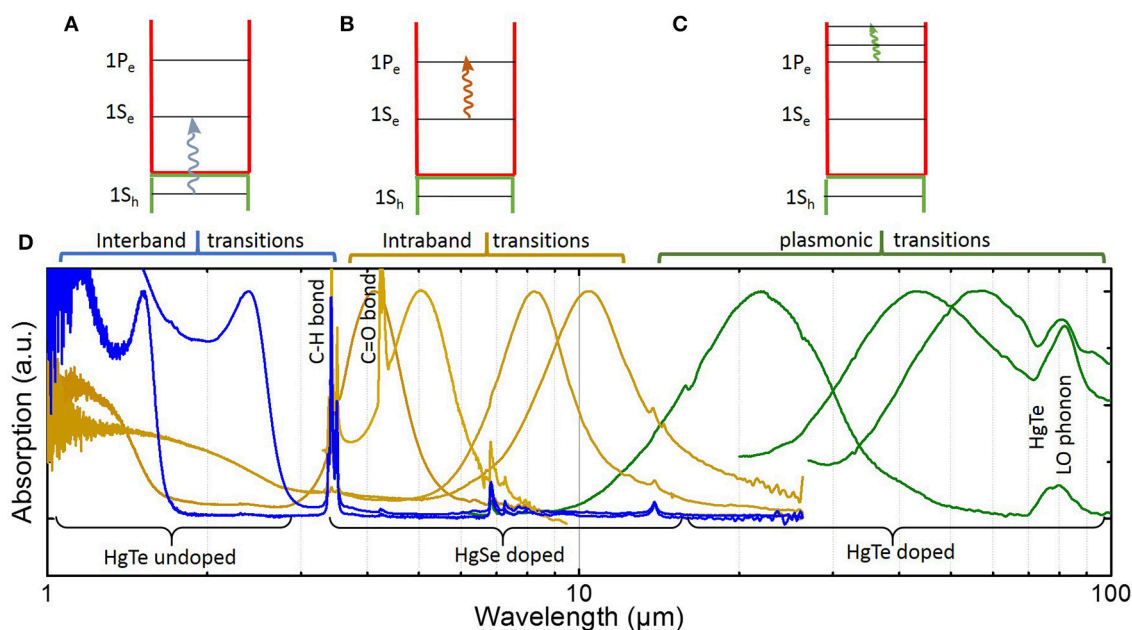 A
B
C
1Pe
1Se
1Sh
1Pe
1Se
1Sh
1Pe
1Se
1Sh
D
Interband transitions
Intraband transitions
plasmonic transitions
Absorption (a.u.)
C-H bond
C=O bond
HgTe
LO phonon
HgTe undoped
HgSe doped
HgTe doped
1
10
100
Wavelength (µm)